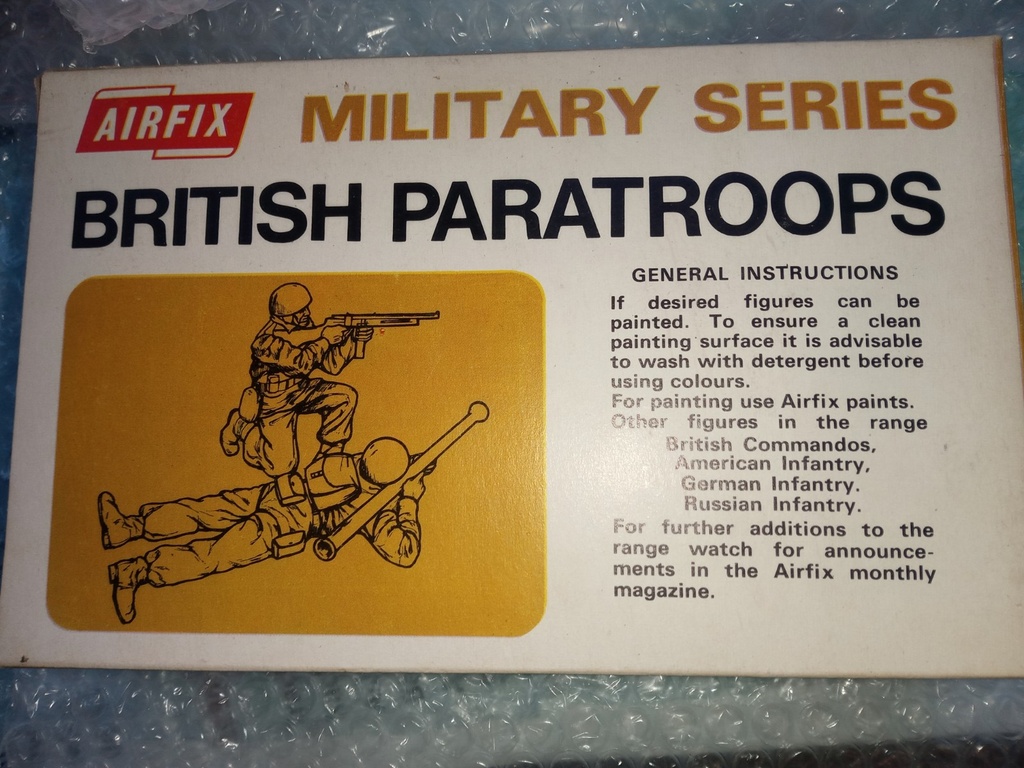 AIRFIX MILITARY SERIES
BRITISH PARATROOPS
GENERAL INSTRUCTIONS
If desired figures can be
painted. To ensure a clean
painting surface it is advisable
to wash with detergent before
using colours.
For painting use Airfix paints.
Other figures in the range
British Commandos,
American Infantry,
German Infantry.
Russian Infantry.
For further additions to the
range watch for announce-
ments in the Airfix monthly
magazine.